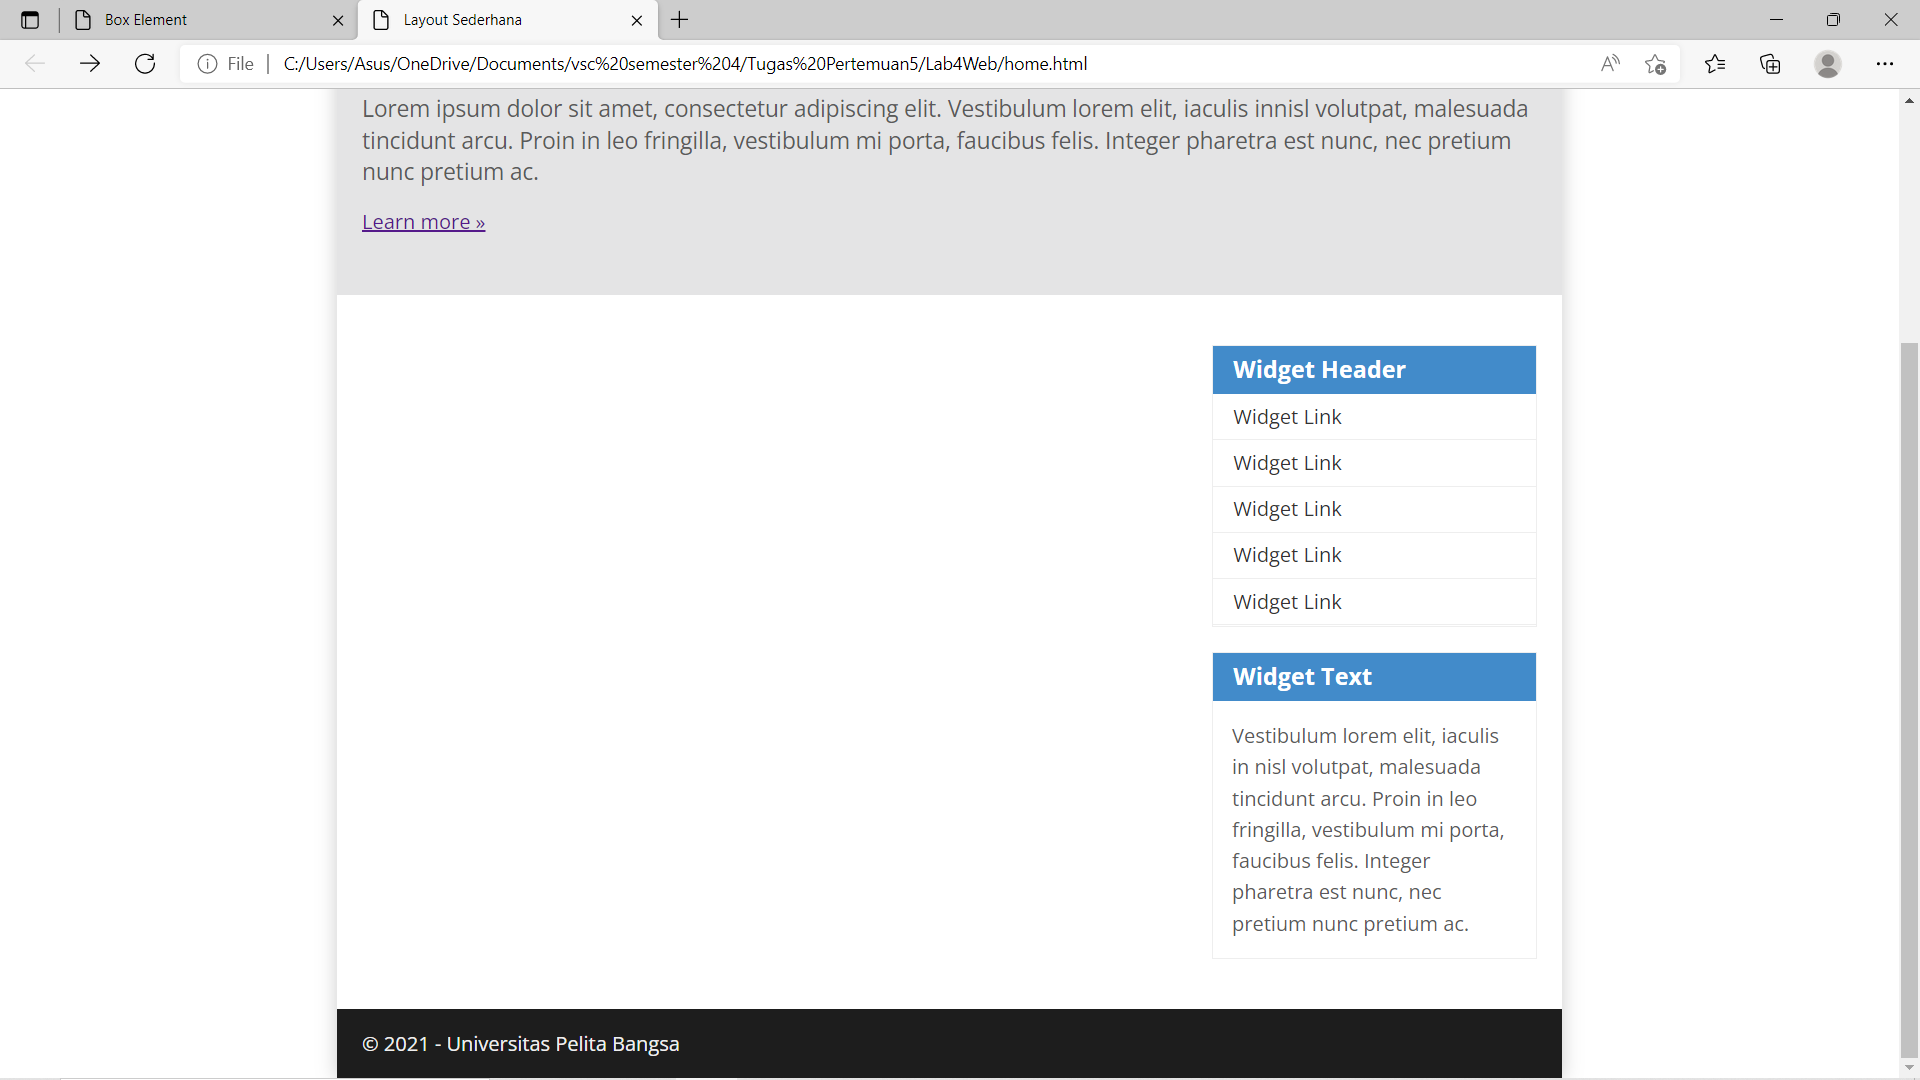 Box Element
Layout Sederhana
File
C:/Users/Asus/OneDrive/Documents/vsc%20semester%204/Tugas%20Pertemuan5/Lab4Web/home.html
Lorem ipsum dolor sit amet, consectetur adipiscing elit. Vestibulum lorem elit, iaculis innisl volutpat, malesuada
tincidunt arcu. Proin in leo fringilla, vestibulum mi porta, faucibus felis. Integer pharetra est nunc, nec pretium
nunc pretium ac.
Learn more »
Widget Header
Widget Link
Widget Link
Widget Link
Widget Link
Widget Link
Widget Text
Vestibulum lorem elit, iaculis
in nisl volutpat, malesuada
tincidunt arcu. Proin in leo
fringilla, vestibulum mi porta,
faucibus felis. Integer
pharetra est nunc, nec
pretium nunc pretium ac.
© 2021 - Universitas Pelita Bangsa